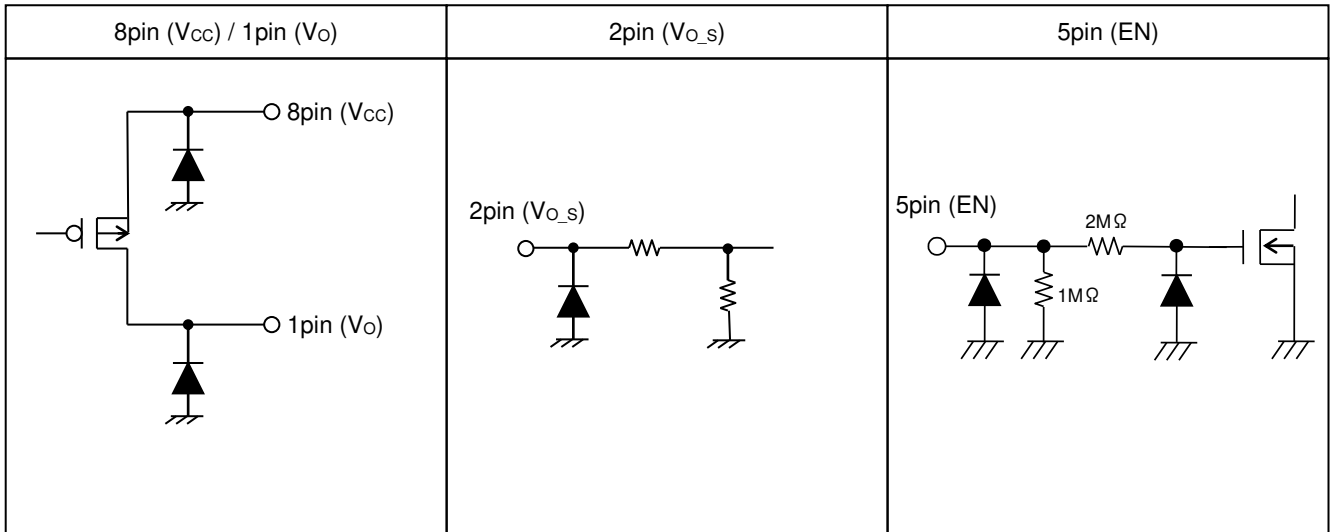 8pin (VCC) / 1pin (VO)
2pin (VO_S)
5pin (EN)
8pin (VCC)
1pin (VO)
2pin (VO_S)
5pin (EN)
2MΩ
1MΩ